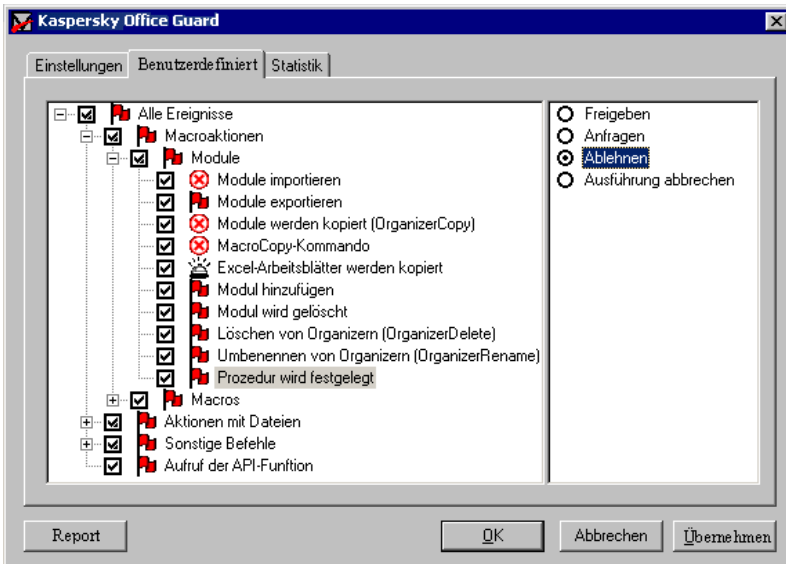 Kaspersky Office Guard
Einstellungen Benutzerdefiniert Statistik
Alle Ereignisse
Macroaktionen
Module
Module importieren
Module exportieren
Module werden kopiert (OrganizerCopy)
MacroCopy-Kommando
Excel-Arbeitsblätter werden kopiert
Modul hinzufügen
Modul wird gelöscht
Löschen von Organizern (OrganizerDelete)
Umbenennen von Organizern (OrganizerRename)
Prozedur wird festgelegt
Macros
Aktionen mit Dateien
Sonstige Befehle
Aufruf der API-Funftion
Freigeben
Anfragen
Ablehnen
Ausführung abbrechen
Report OK Abbrechen Übernehmen